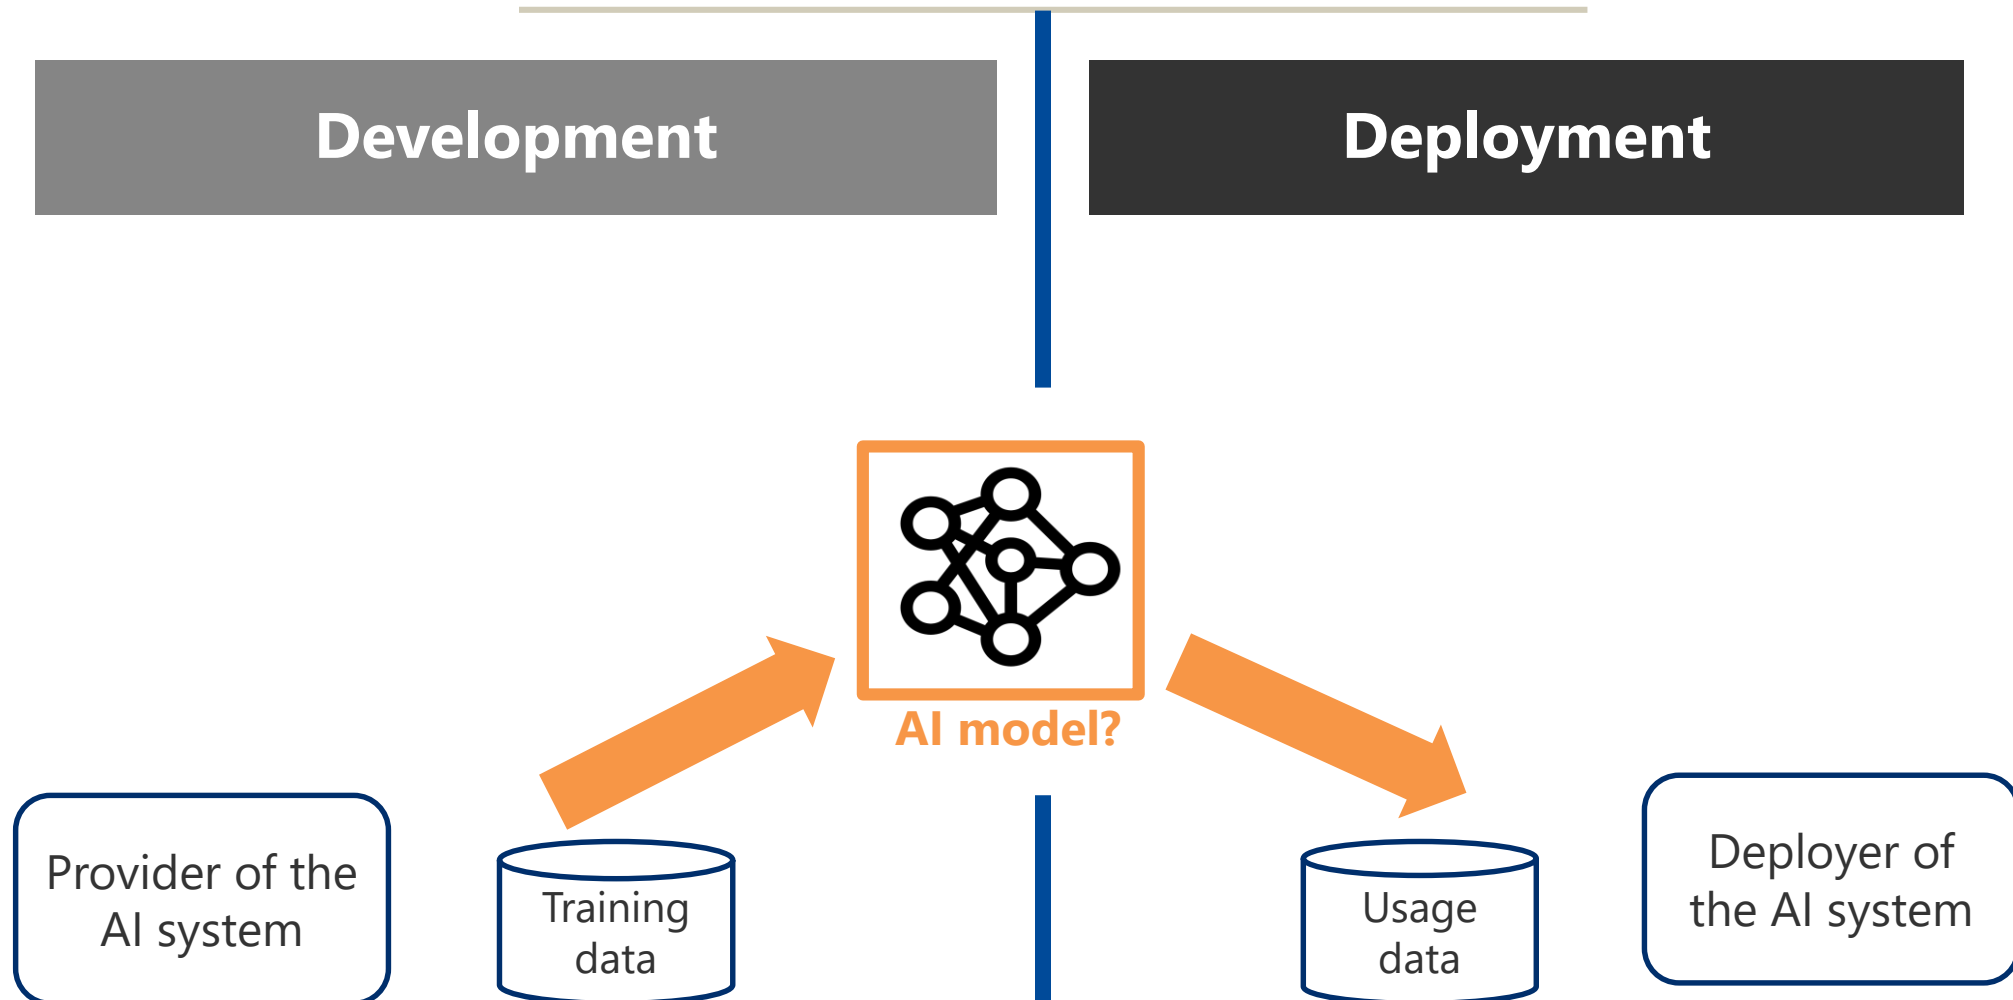 Development
Deployment
AI model?
Provider of the
AI system
Training
data
Usage
data
Deployer of
the AI system